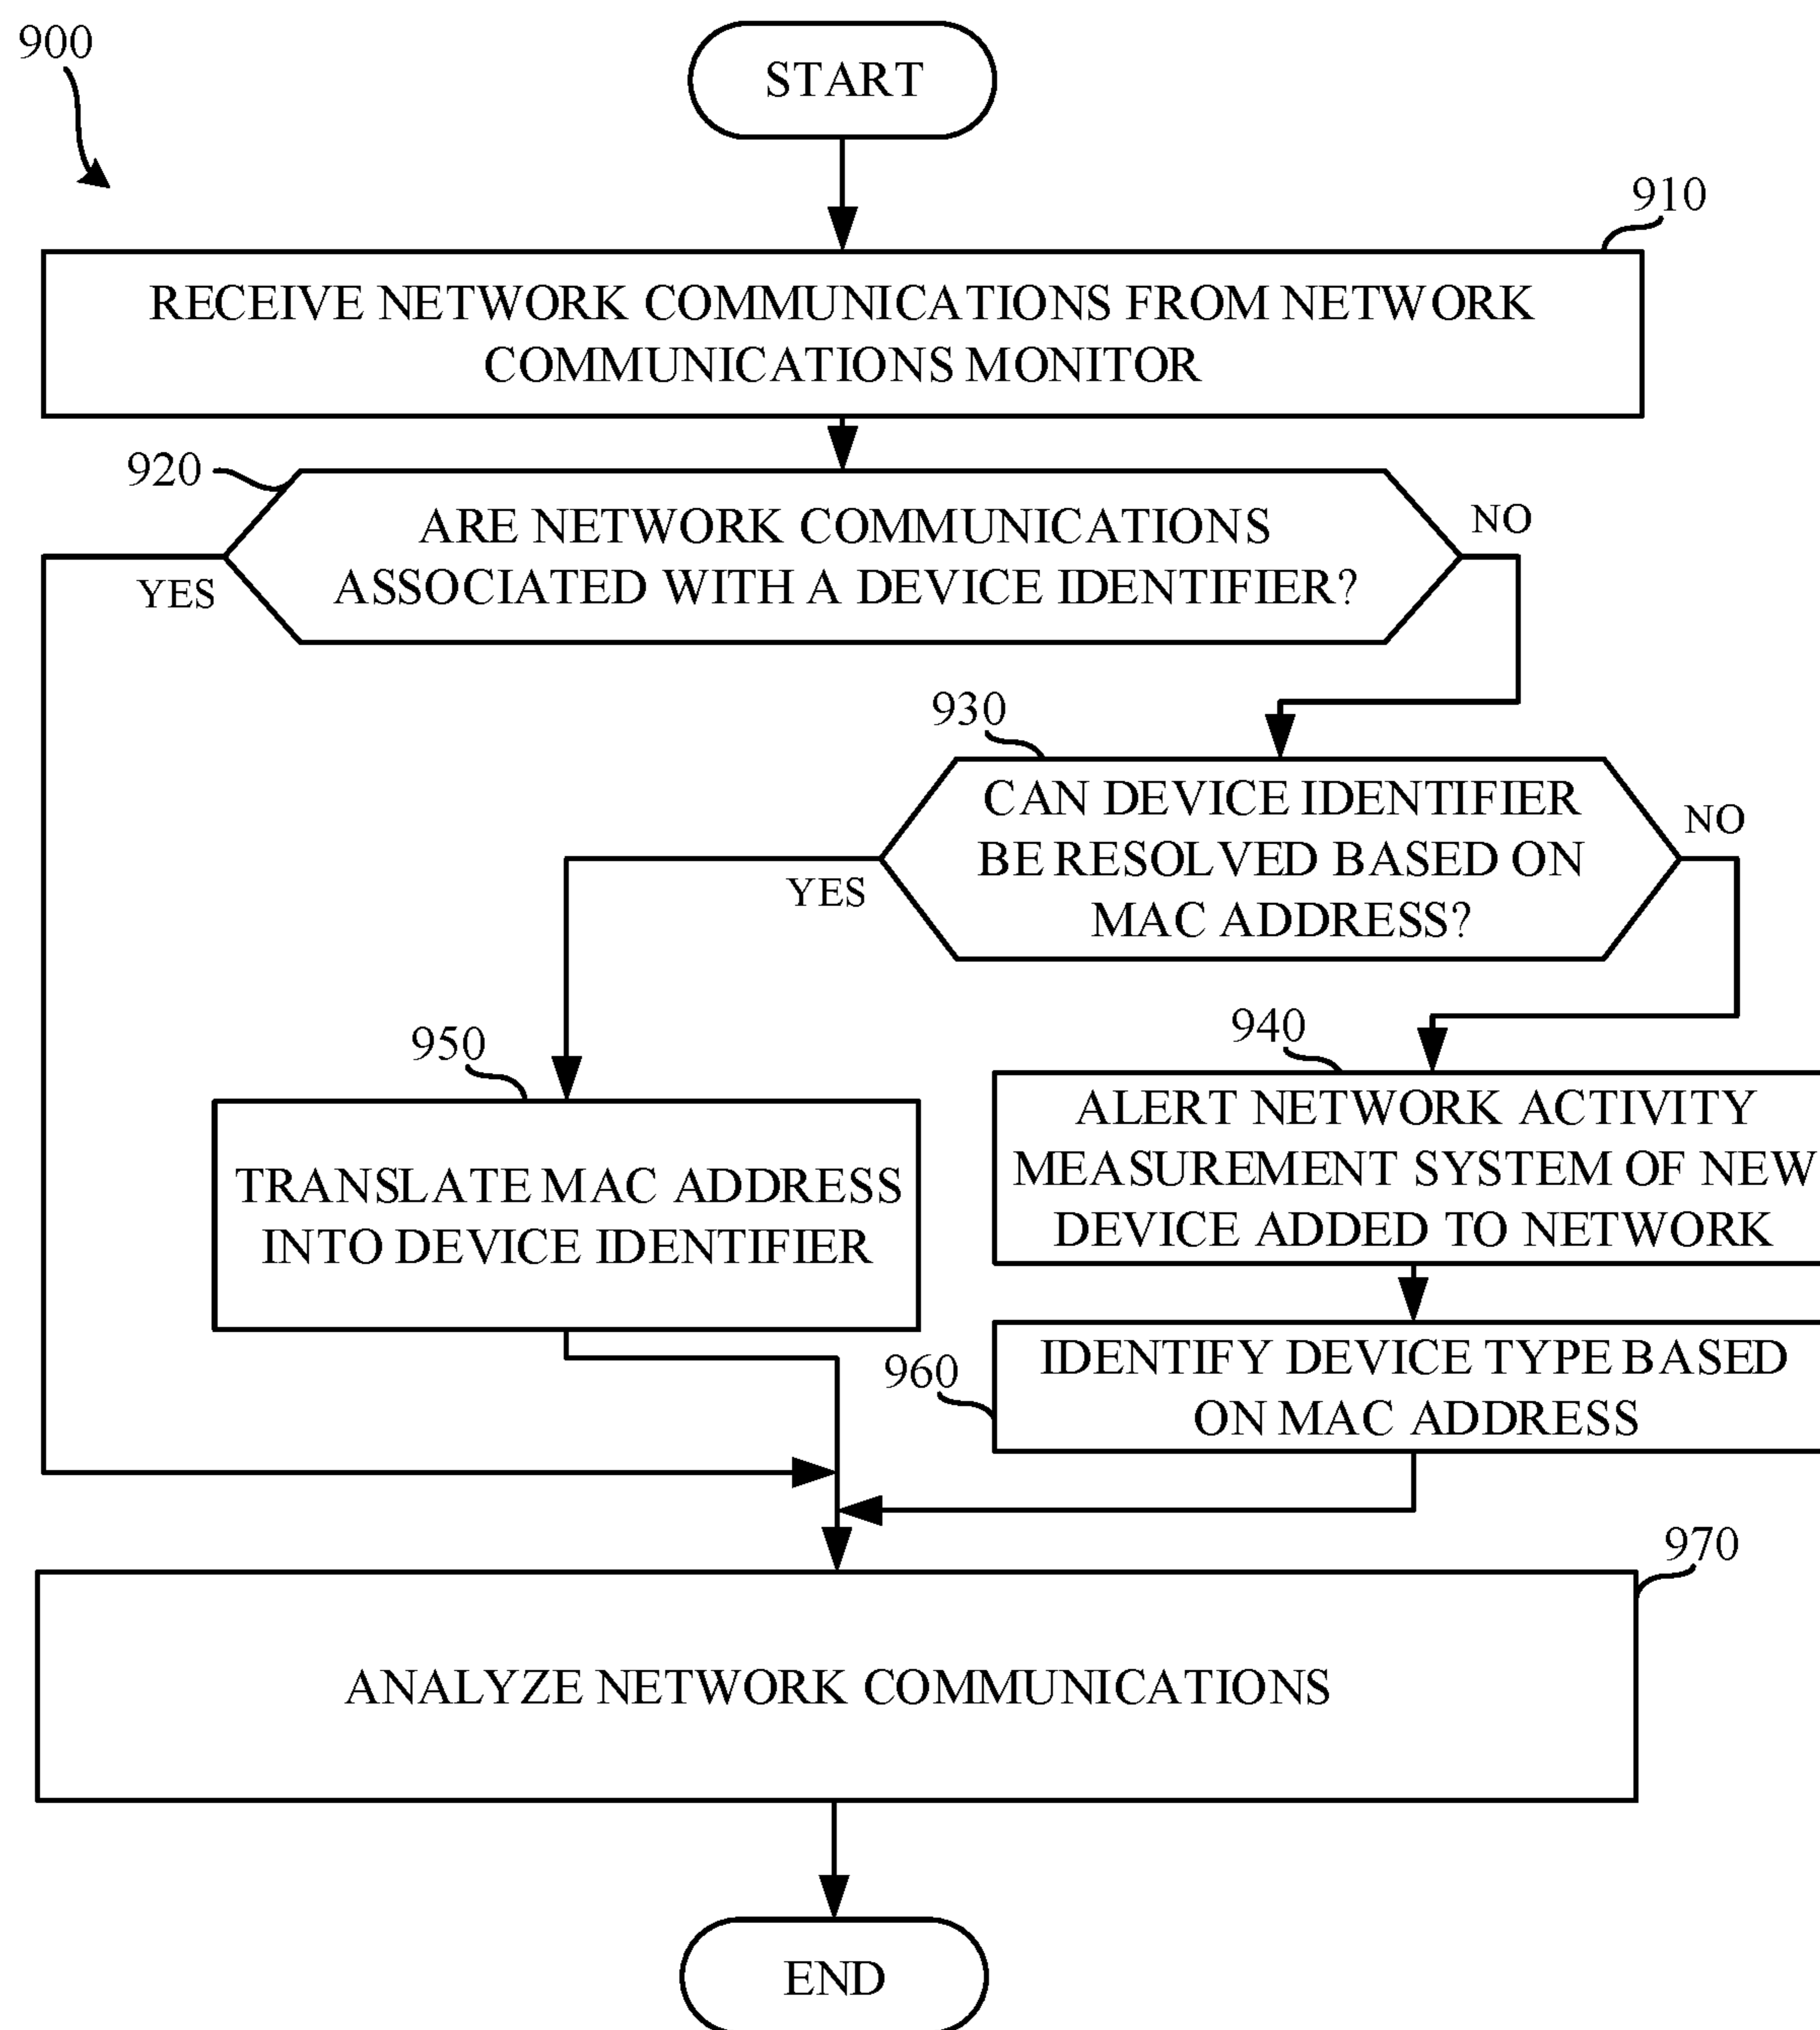 900
START
910
RECEIVE NETWORK COMMUNICATIONS FROM NETWORK
COMMUNICATIONS MONITOR
920
ARE NETWORK COMMUNICATIONS
ASSOCIATED WITH A DEVICE IDENTIFIER?
NO
YES
930
CAN DEVICE IDENTIFIER
BE RESOLVED BASED ON
MAC ADDRESS?
NO
YES
940
ALERT NETWORK ACTIVITY
MEASUREMENT SYSTEM OF NEW
DEVICE ADDED TO NETWORK
950
TRANSLATE MAC ADDRESS
INTO DEVICE IDENTIFIER
960
IDENTIFY DEVICE TYPE BASED
ON MAC ADDRESS
970
ANALYZE NETWORK COMMUNICATIONS
END